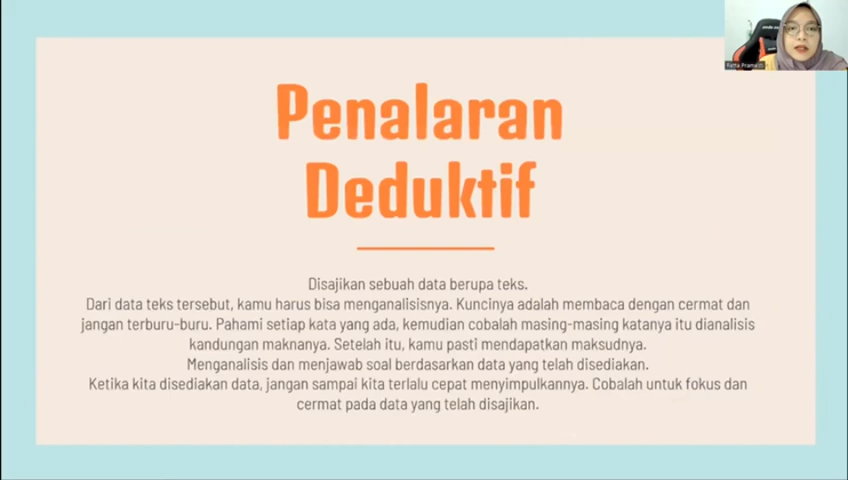 Penalaran
Deduktif
Disajikan sebuah data berupa teks.
Dari data teks tersebut, kamu harus bisa menganalisisnya. Kuncinya adalah membaca dengan cermat dan
jangan terburu-buru. Pahami setiap kata yang ada, kemudian cobalah masing-masing katanya itu dianalisis
kandungan maknanya. Setelah itu, kamu pasti mendapatkan maksudnya.
Menganalisis dan menjawab soal berdasarkan data yang telah disediakan.
Ketika kita disediakan data, jangan sampai kita terlalu cepat menyimpulkannya. Cobalah untuk fokus dan
cermat pada data yang telah disajikan.